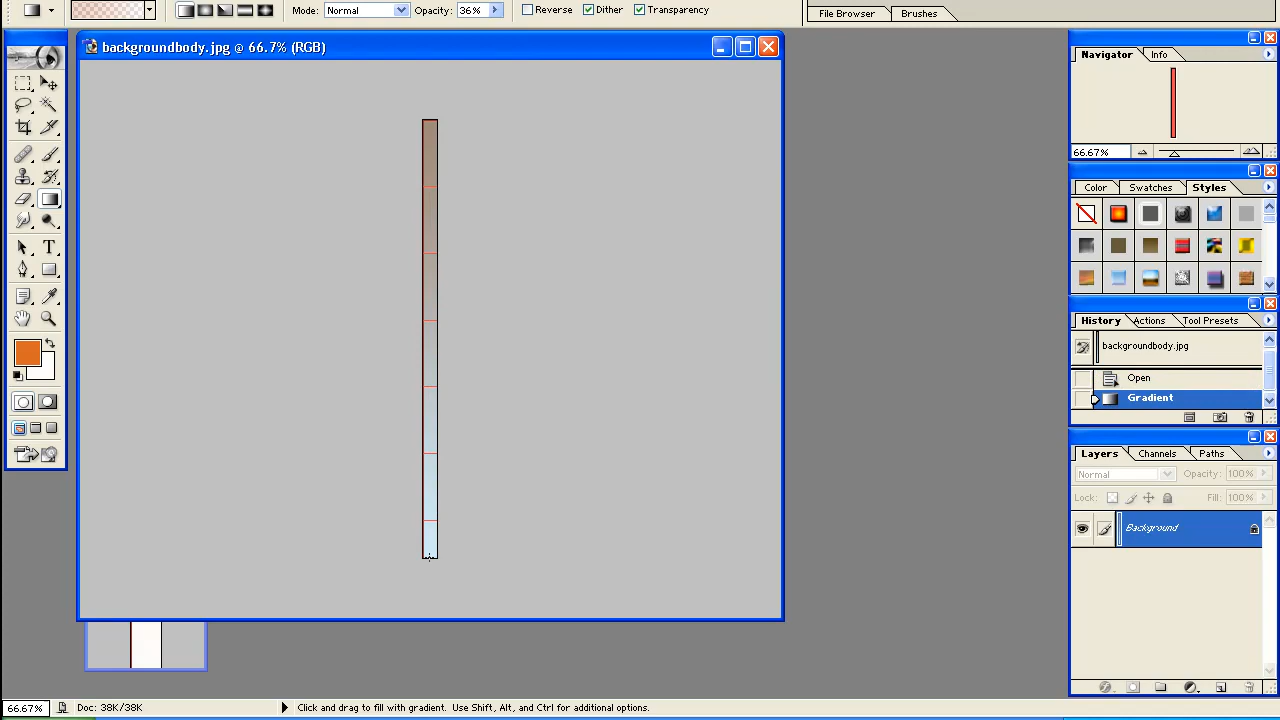 Mode: Normal Opacity: 36% Reverse Dither Transparency
File Browser Brushes
backgroundbody.jpg @ 66.7% (RGB)
Navigator Info
66.67%
Color Swatches Styles
History Actions Tool Presets
backgroundbody.jpg
Open
Gradient
Layers Channels Paths
Normal Opacity: 100%
Lock: Fill: 100%
Background
66.67% Doc: 38K/38K Click and drag to fill with gradient. Use Shift, Alt, and Ctrl for additional options.